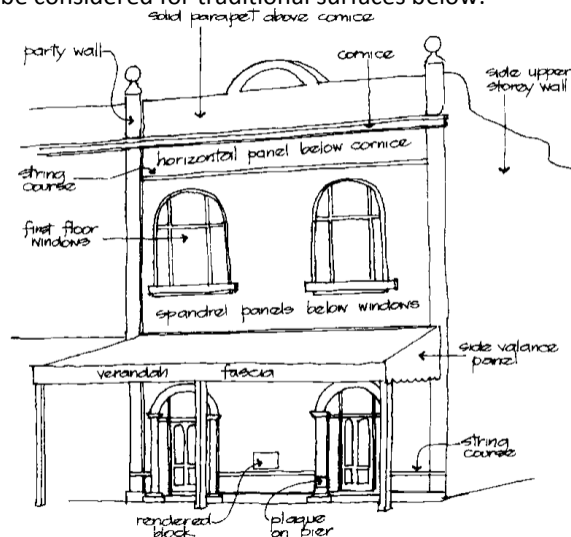 be considered for traditional surfaces below.
solid parapet above cornice
party wall
cornice
side upper
storey wall
horizontal panel below cornice
string
course
first floor
windows
spandrel panels below windows
side valance
panel
verandah fascia
string
course
rendered
block
plaque
on pier